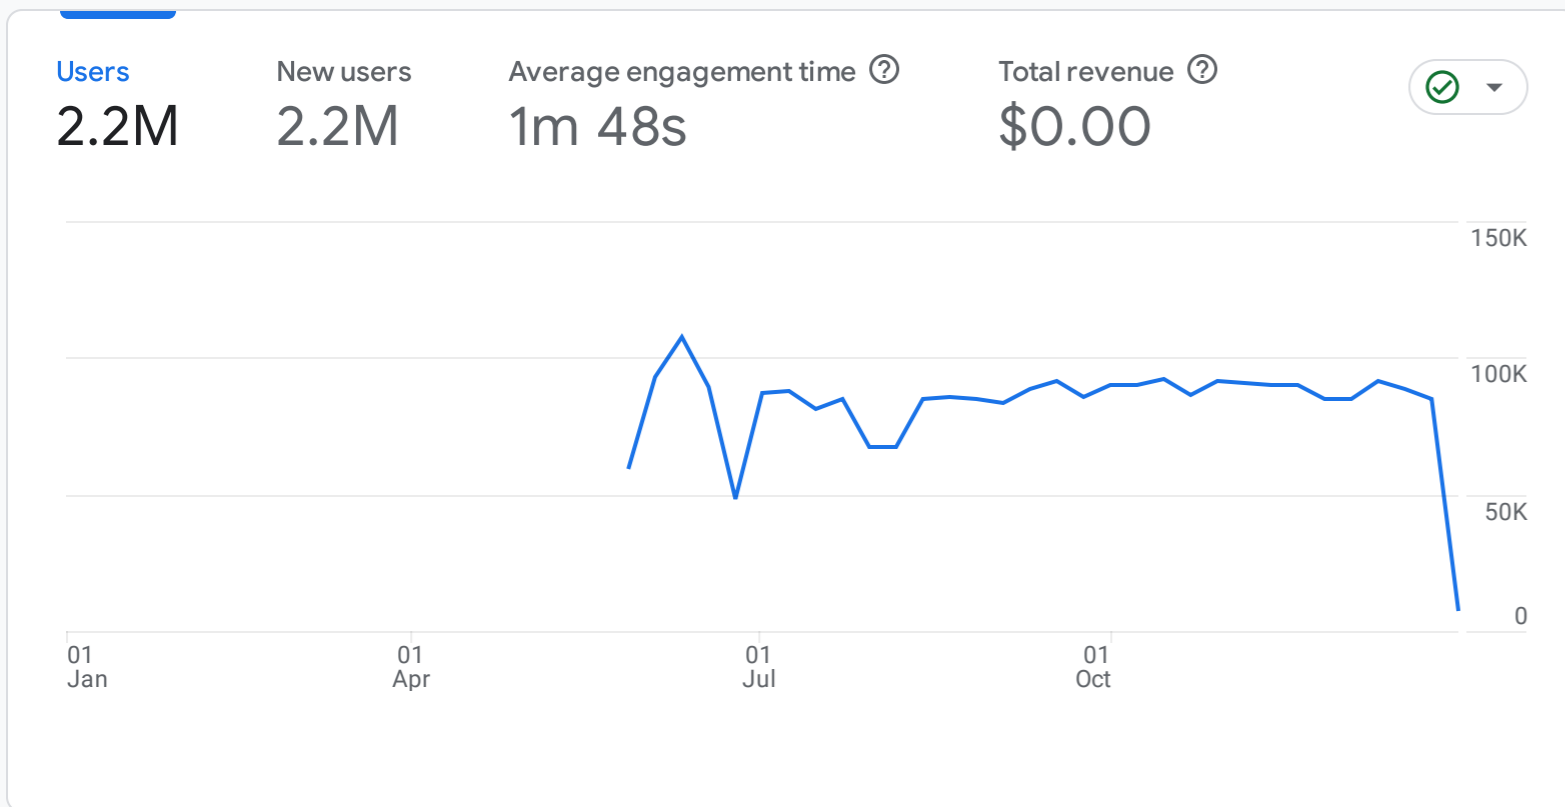 Users
2.2M
New users
2.2M
Average engagement time
1m 48s
Total revenue
$0.00
150K
100K
50K
0
01
Jan
01
Apr
01
Jul
01
Oct